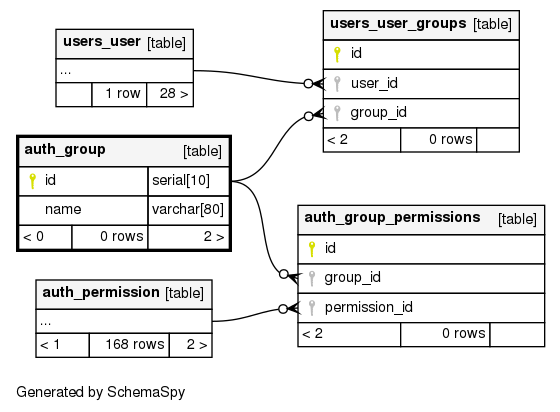 users_user [table]
...
1 row 28 >
users_user_groups [table]
id
user_id
group_id
< 2 0 rows
auth_group [table]
id serial[10]
name varchar[80]
< 0 0 rows 2 >
auth_group_permissions [table]
id
group_id
permission_id
< 2 0 rows
auth_permission [table]
...
< 1 168 rows 2 >
Generated by SchemaSpy